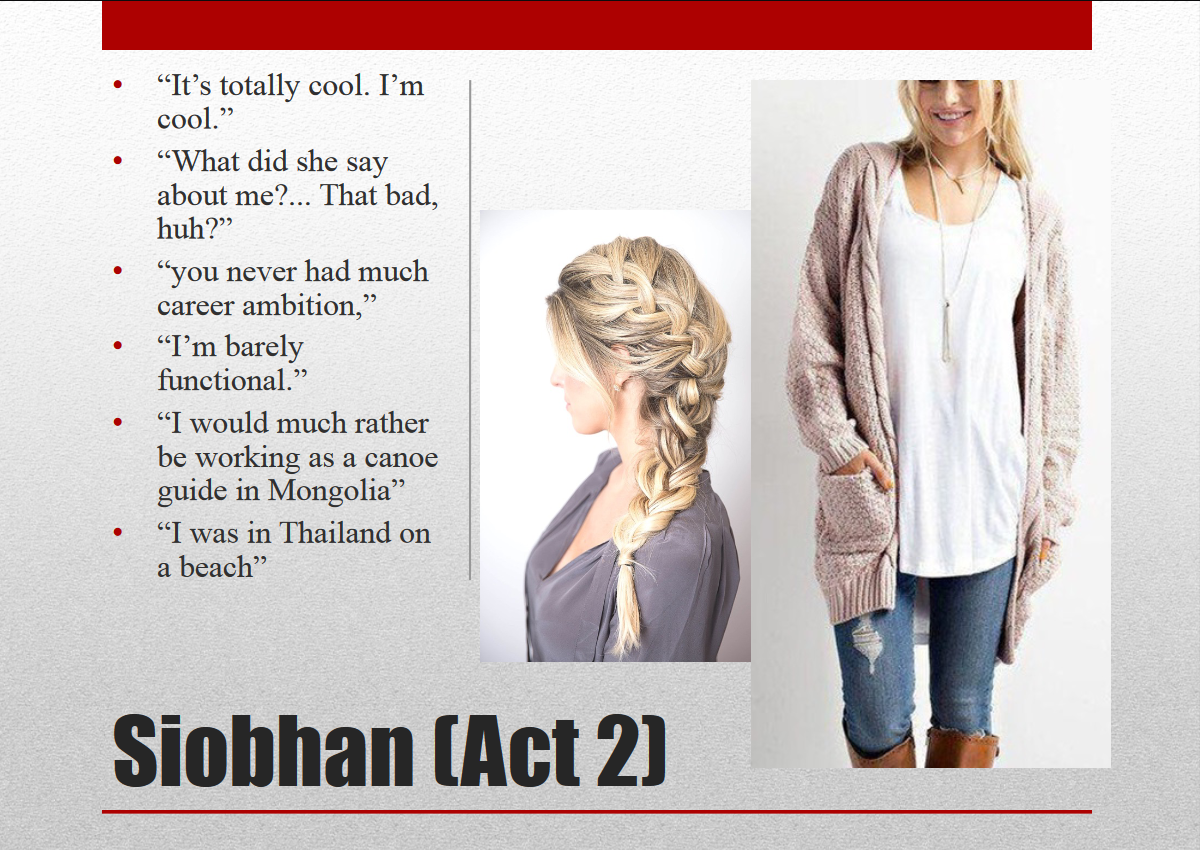 • “It’s totally cool. I’m
cool.”
• “What did she say
about me?... That bad,
huh?”
• “you never had much
career ambition,”
• “I’m barely
functional.”
• “I would much rather
be working as a canoe
guide in Mongolia”
• “I was in Thailand on
a beach”
Siobhan (Act 2)